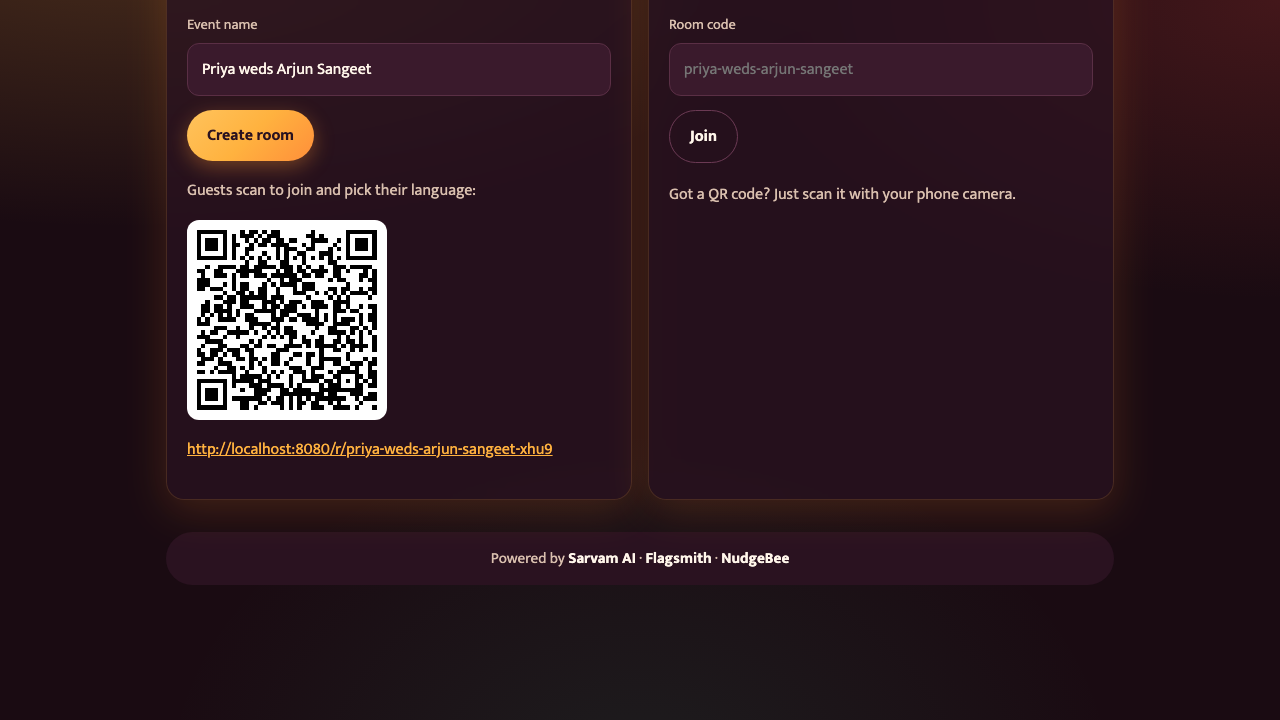 Event name
Priya weds Arjun Sangeet
Create room
Guests scan to join and pick their language:
http://localhost:8080/r/priya-weds-arjun-sangeet-xhu9
Room code
priya-weds-arjun-sangeet
Join
Got a QR code? Just scan it with your phone camera.
Powered by Sarvam AI · Flagsmith · NudgeBee